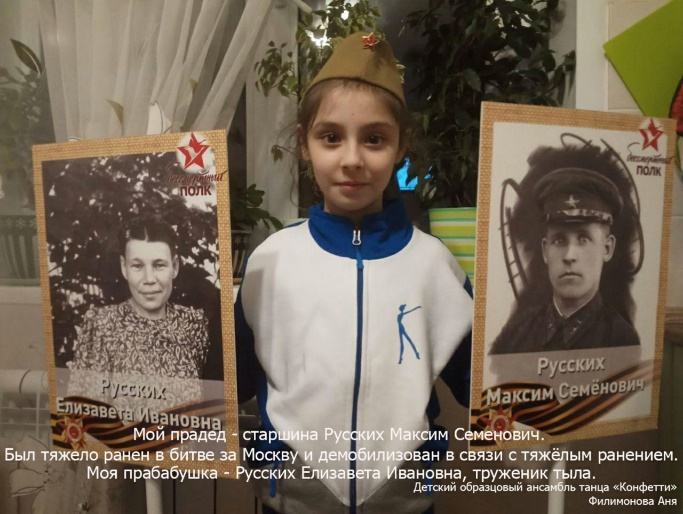 бессмертный
ПОЛК
Русских
Елизавета Ивановна
бессмертный
ПОЛК
Русских
Максим Семёнович
Мой прадед - старшина Русских Максим Семенович.
Был тяжело ранен в битве за Москву и демобилизован в связи с тяжёлым ранением.
Моя прабабушка - Русских Елизавета Ивановна, труженик тыла.
Детский образцовый ансамбль танца «Конфетти»
Филимонова Аня